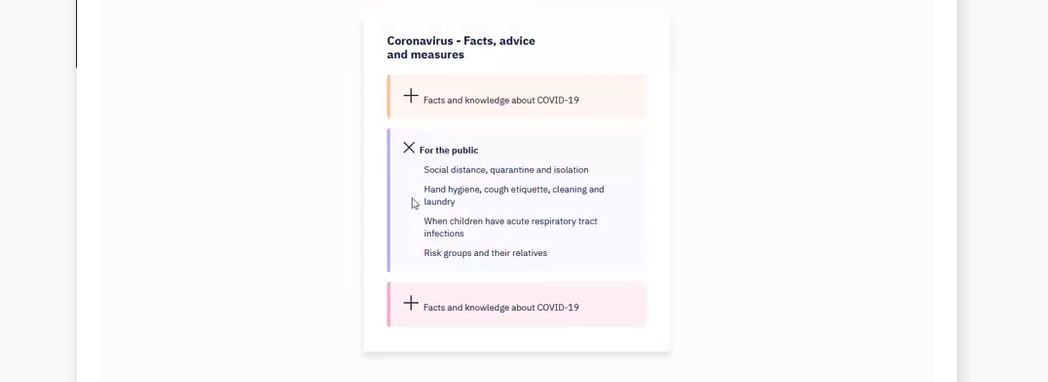 Coronavirus - Facts, advice
and measures
Facts and knowledge about COVID-19
For the public
Social distance, quarantine and isolation
Hand hygiene, cough etiquette, cleaning and
laundry
When children have acute respiratory tract
infections
Risk groups and their relatives
Facts and knowledge about COVID-19